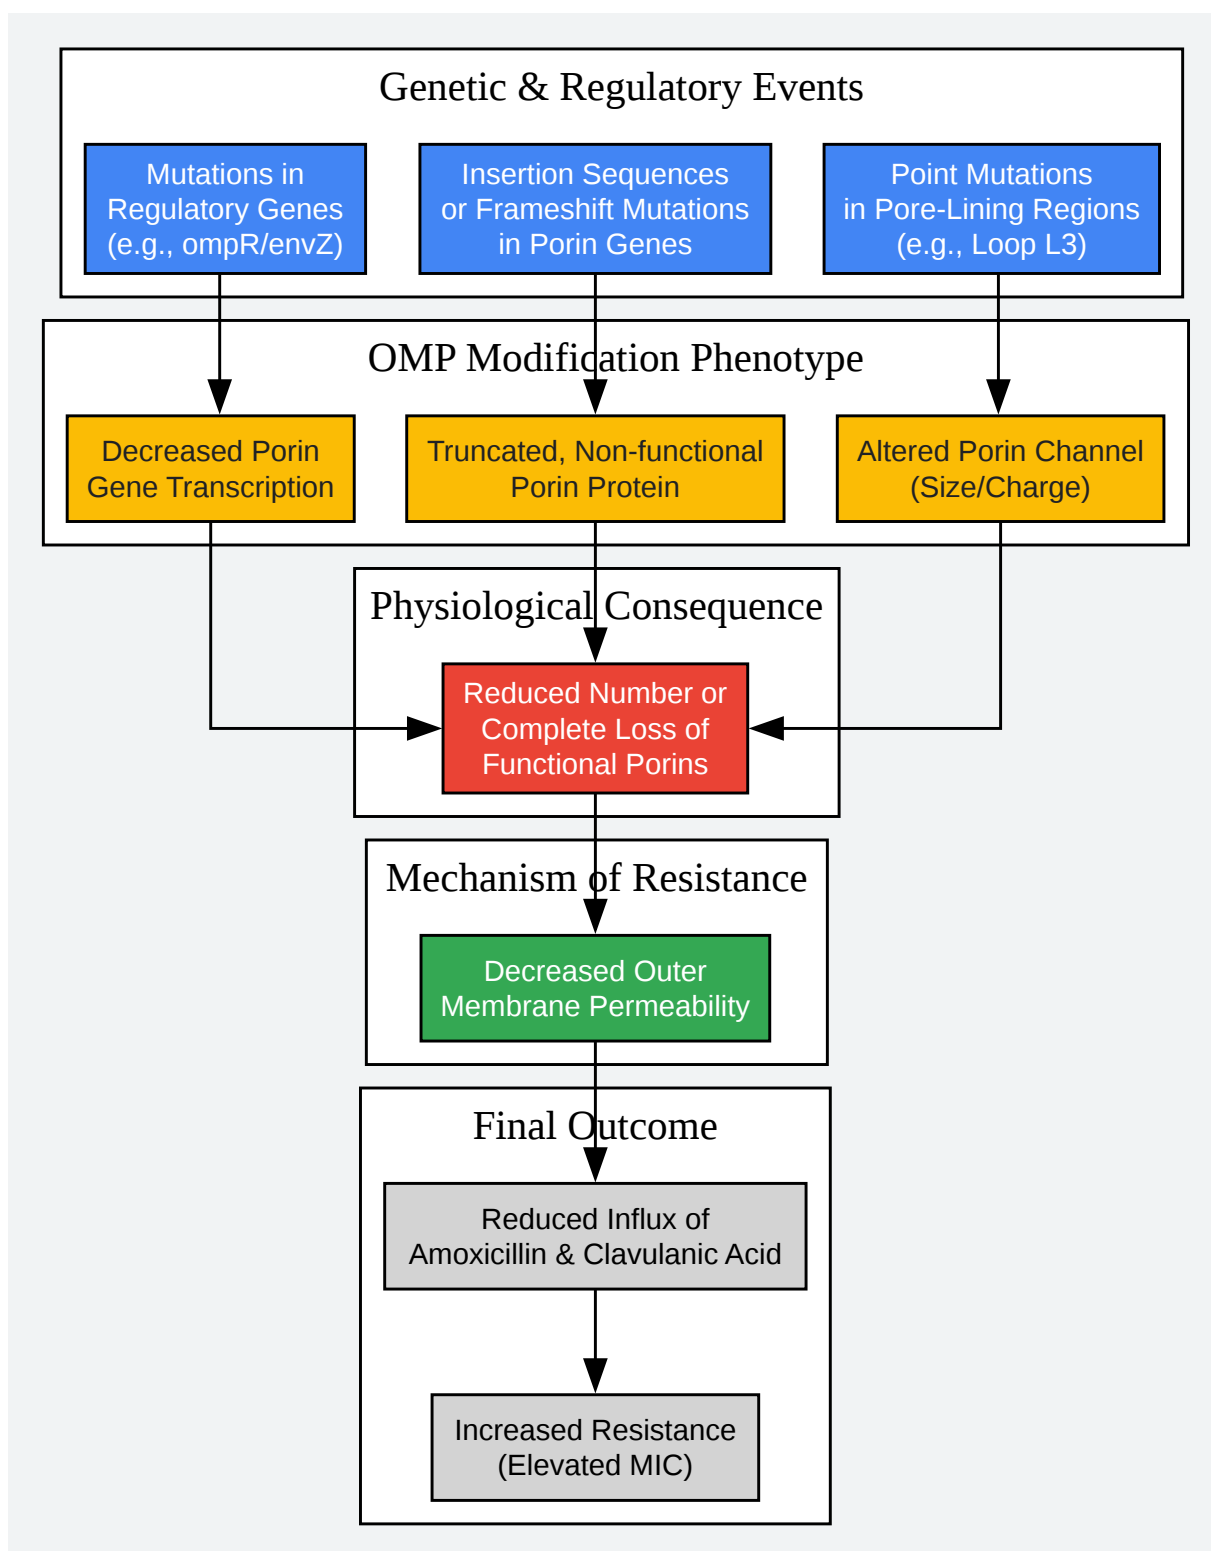 Genetic & Regulatory Events
Mutations in
Regulatory Genes
(e.g., ompR/envZ)
Insertion Sequences
or Frameshift Mutations
in Porin Genes
Point Mutations
in Pore-Lining Regions
(e.g., Loop L3)
OMP Modification Phenotype
Decreased Porin
Gene Transcription
Truncated, Non-functional
Porin Protein
Altered Porin Channel
(Size/Charge)
Physiological Consequence
Reduced Number or
Complete Loss of
Functional Porins
Mechanism of Resistance
Decreased Outer
Membrane Permeability
Final Outcome
Reduced Influx of
Amoxicillin & Clavulanic Acid
Increased Resistance
(Elevated MIC)